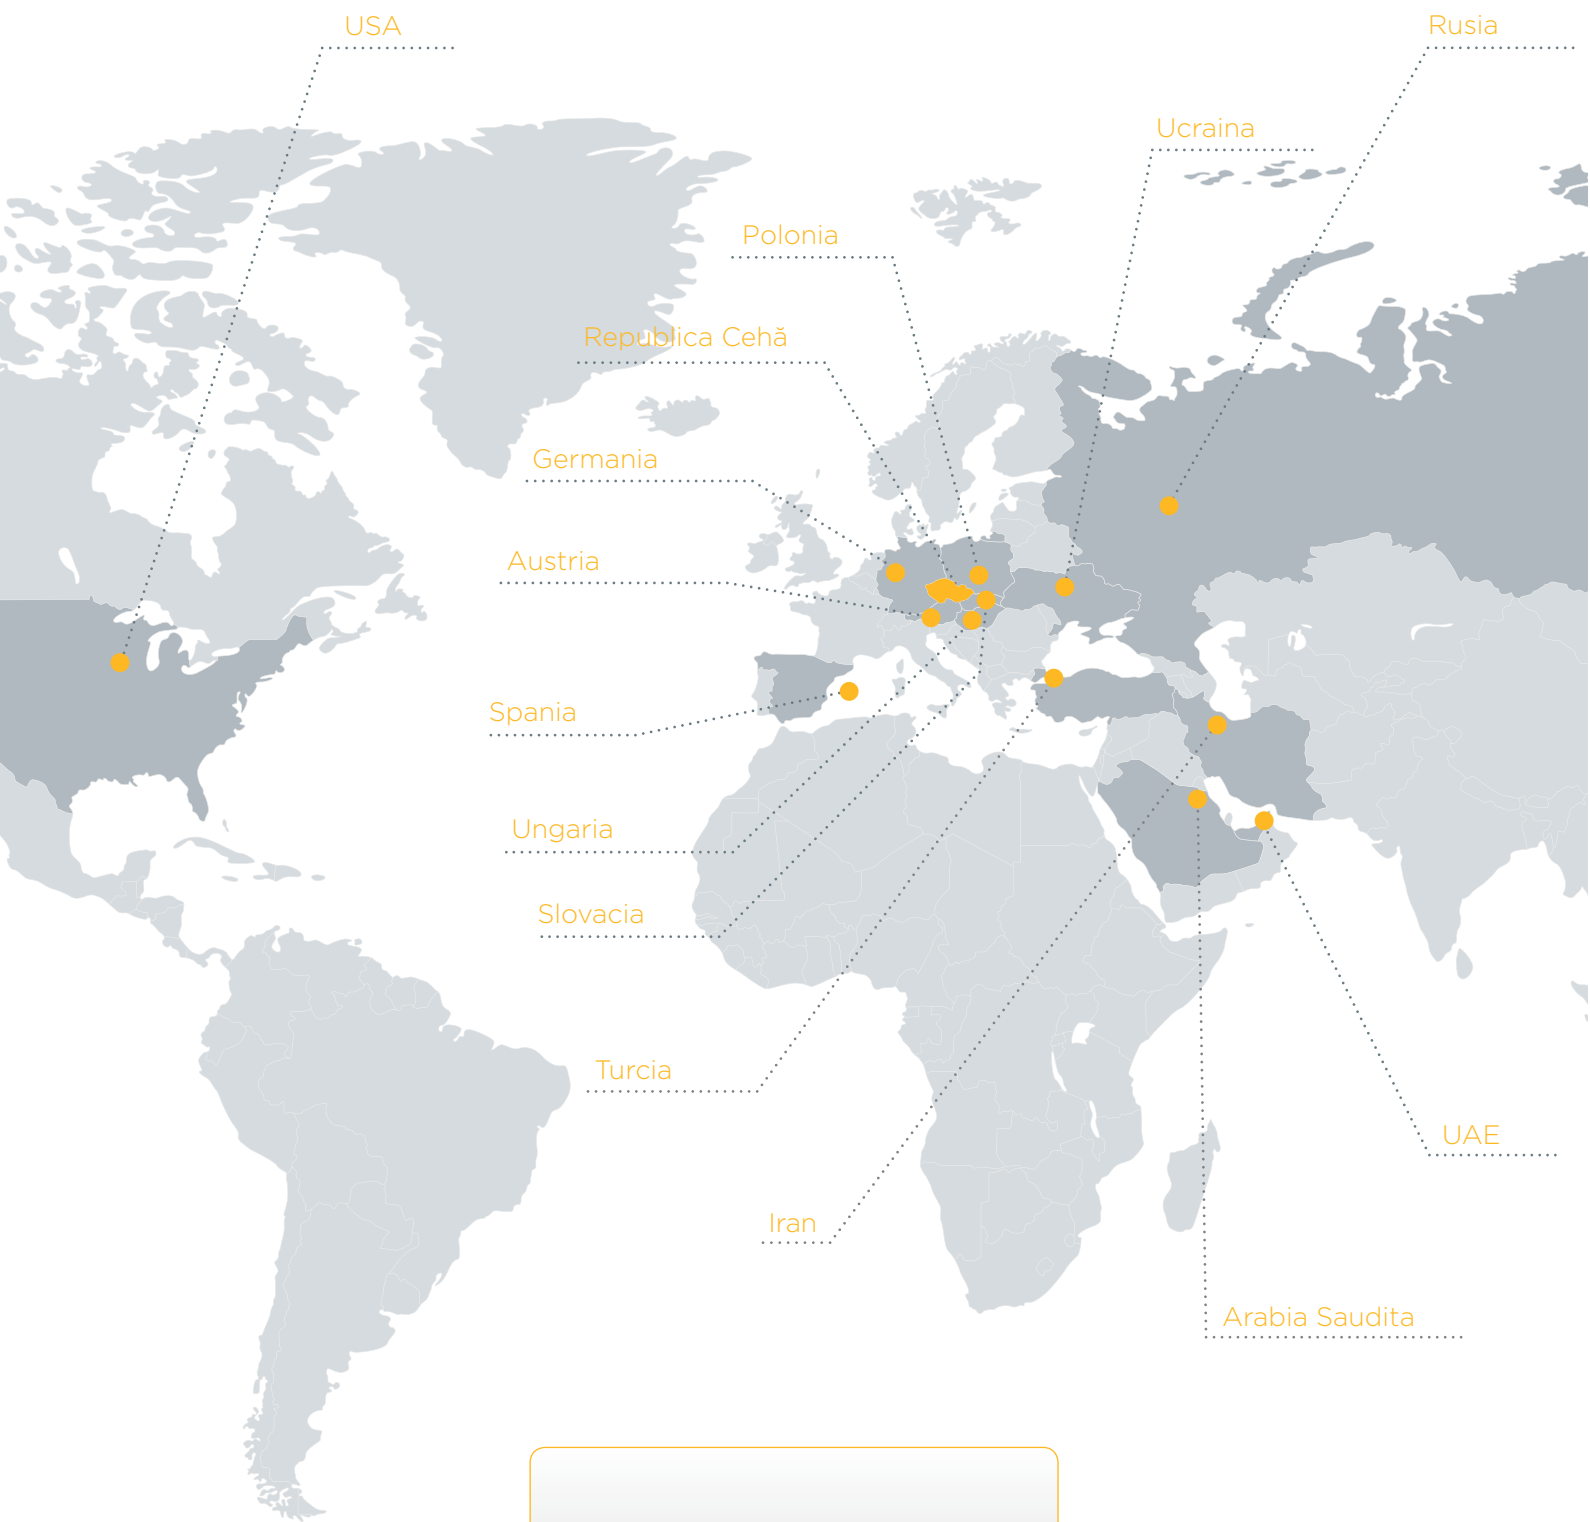 USA
Rusia
Ucraina
Polonia
Republica Cehă
Germania
Austria
Spania
Ungaria
Slovacia
Turcia
UAE
Iran
Arabia Saudita